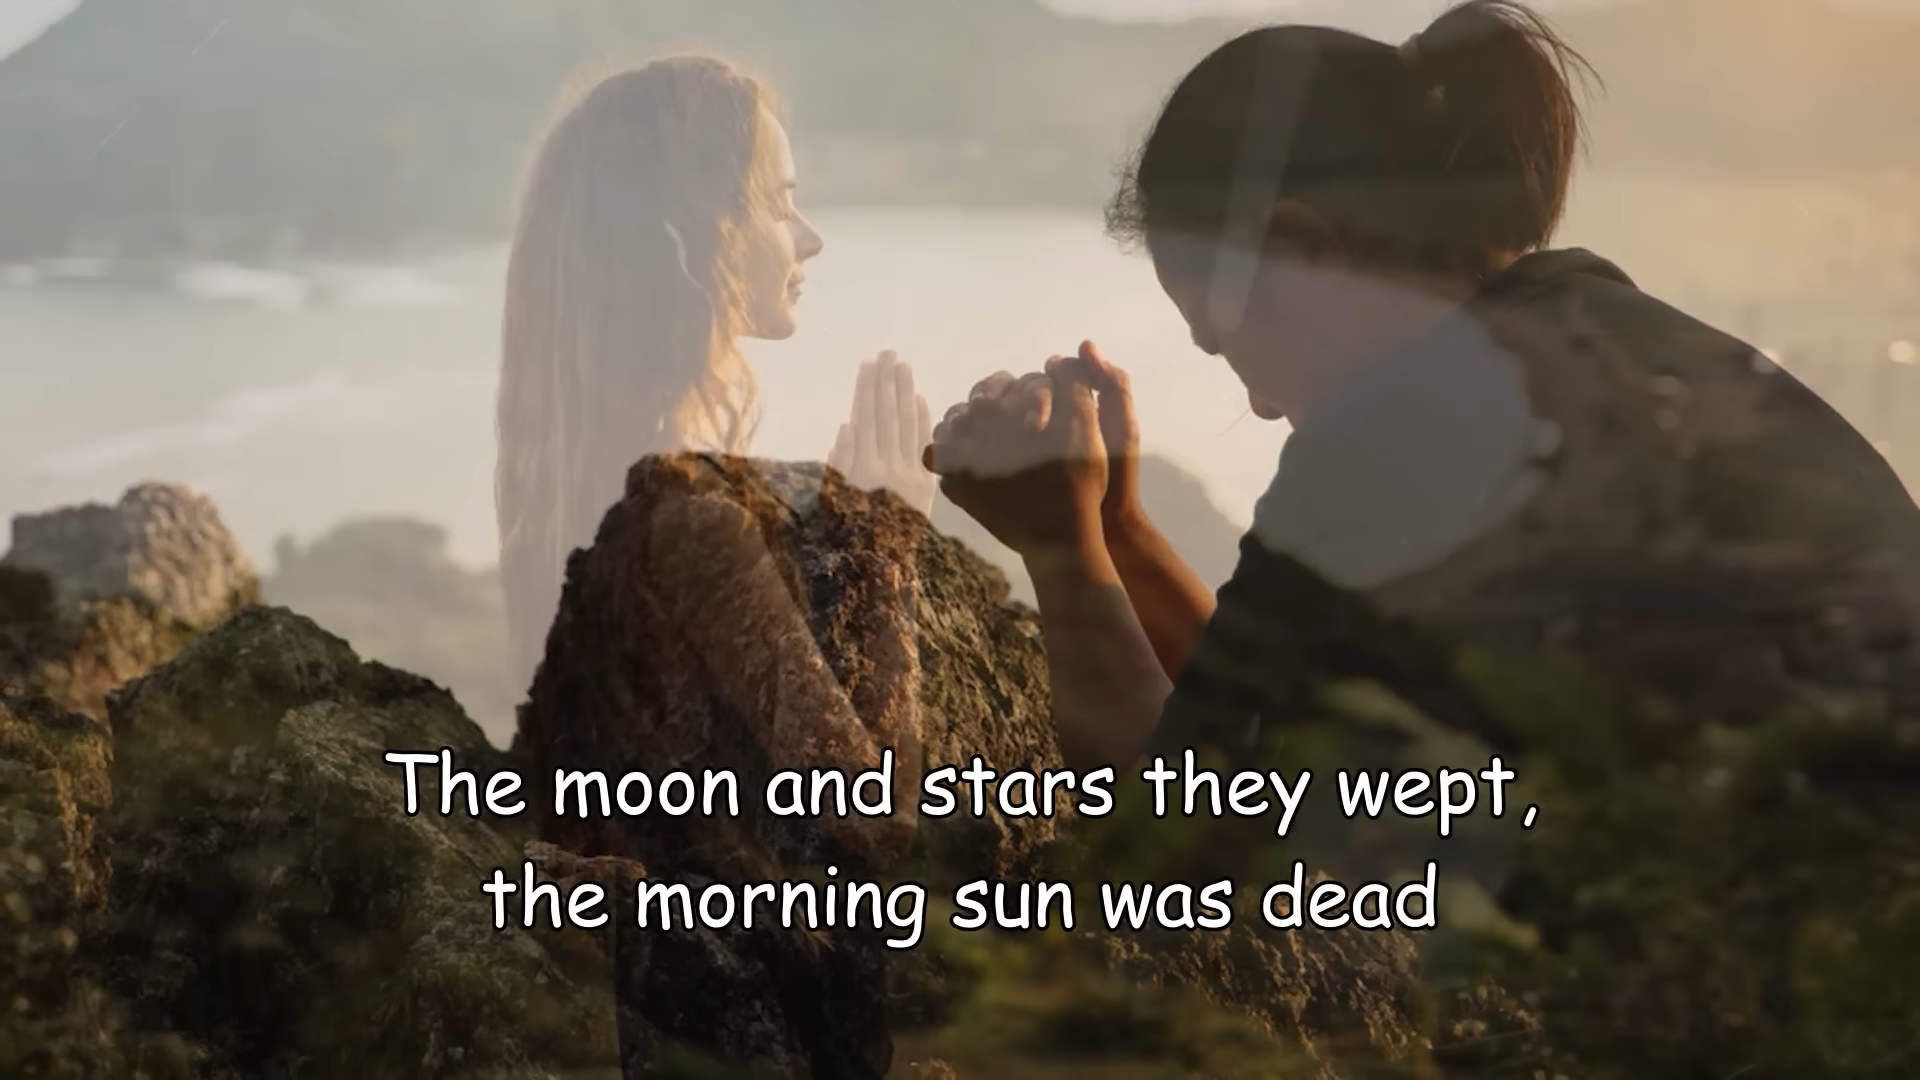 The moon and stars they wept,
the morning sun was dead